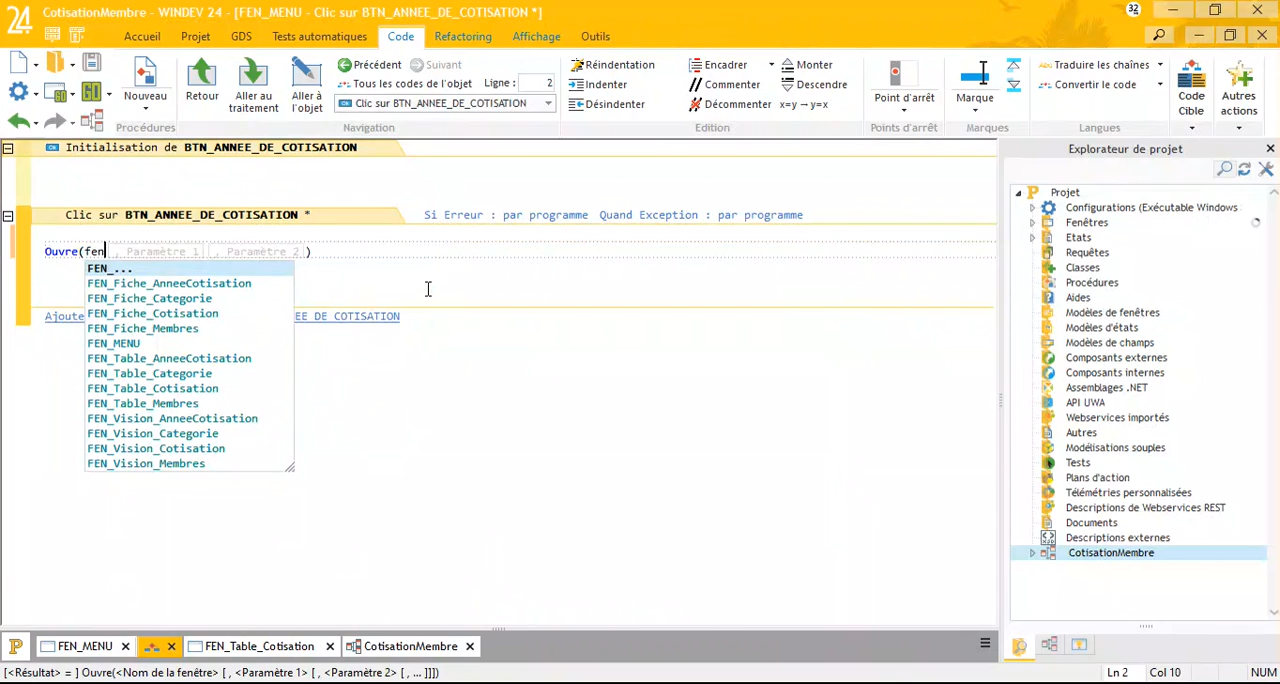 24
CotisationMembre - WINDEV 24 - [FEN_MENU - Clic sur BTN_ANNEE_DE_COTISATION *]
32
Accueil Projet GDS Tests automatiques Code Refactoring Affichage Outils
Nouveau
Procédures
Retour
Aller au traitement
Aller à l'objet
Précédent Suivant
Tous les codes de l'objet Ligne : 2
Clic sur BTN_ANNEE_DE_COTISATION
Navigation
Réindentation
Indenter
Désindenter
Encadrer
Commenter
Décommenter
Monter
Descendre
x=y→y=x
Edition
Point d'arrêt
Points d'arrêt
Marque
Marques
Traduire les chaînes
Convertir le code
Langues
Code Cible
Autres actions
Initialisation de BTN_ANNEE_DE_COTISATION
Clic sur BTN_ANNEE_DE_COTISATION * Si Erreur : par programme Quand Exception : par programme
Ouvre(fen , Paramètre 1 , Paramètre 2 )
FEN_...
FEN_Fiche_AnneeCotisation
FEN_Fiche_Categorie
FEN_Fiche_Cotisation
FEN_Fiche_Membres
FEN_MENU
FEN_Table_AnneeCotisation
FEN_Table_Categorie
FEN_Table_Cotisation
FEN_Table_Membres
FEN_Vision_AnneeCotisation
FEN_Vision_Categorie
FEN_Vision_Cotisation
FEN_Vision_Membres
Ajoute EE_DE_COTISATION
Explorateur de projet
Projet
Configurations (Exécutable Windows
Fenêtres
Etats
Requêtes
Classes
Procédures
Aides
Modèles de fenêtres
Modèles d'états
Modèles de champs
Composants externes
Composants internes
Assemblages .NET
API UWA
Webservices importés
Autres
Modélisations souples
Tests
Plans d'action
Télémétries personnalisées
Descriptions de Webservices REST
Documents
Descriptions externes
CotisationMembre
FEN_MENU FEN_Table_Cotisation CotisationMembre
[<Résultat> = ] Ouvre(<Nom de la fenêtre> [ , <Paramètre 1> [ , <Paramètre 2> [ , ... ]]]) Ln 2 Col 10 NUM